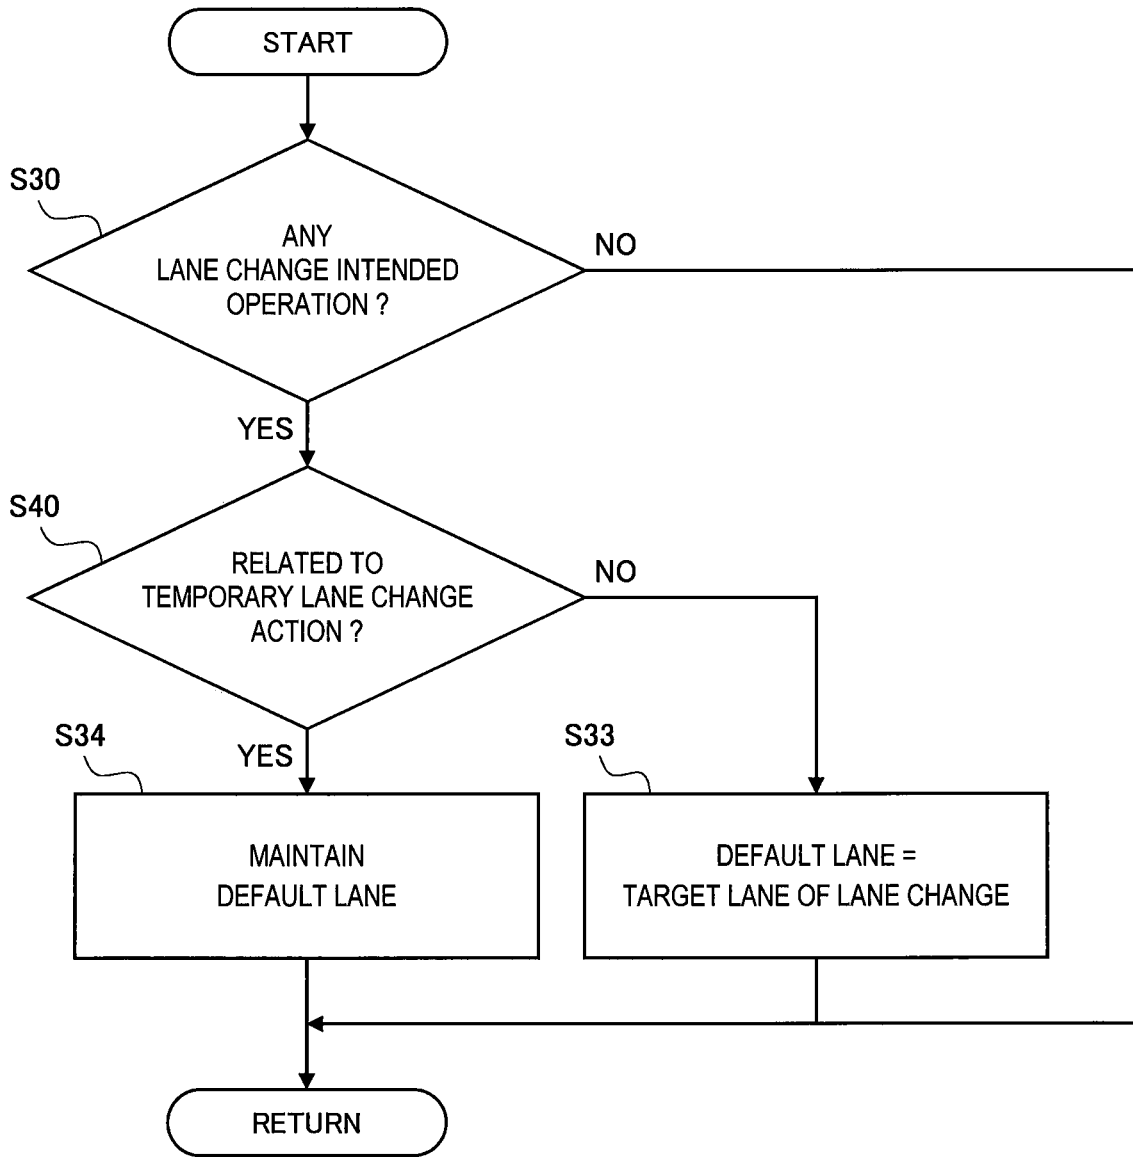 START
S30
ANY
LANE CHANGE INTENDED
OPERATION ?
NO
YES
S40
RELATED TO
TEMPORARY LANE CHANGE
ACTION ?
NO
YES
S34
MAINTAIN
DEFAULT LANE
S33
DEFAULT LANE =
TARGET LANE OF LANE CHANGE
RETURN